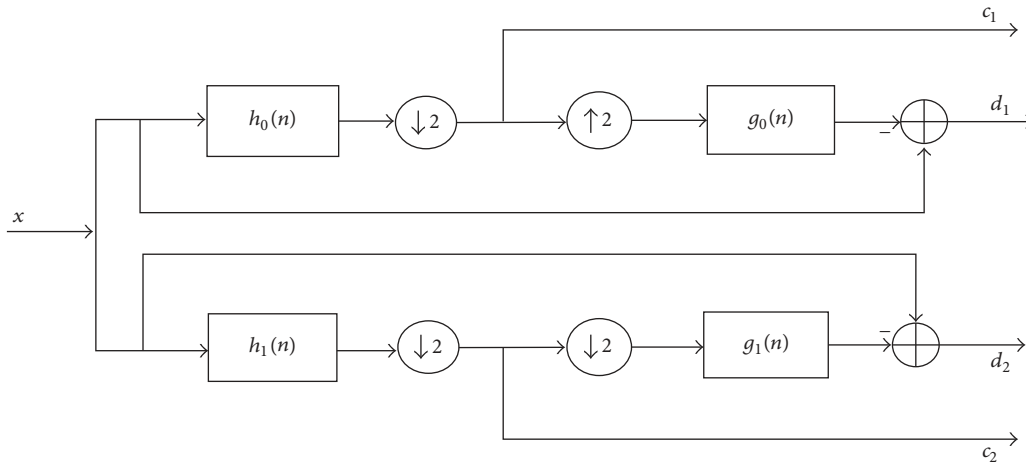 c₁
h₀(n)
↓2
↑2
g₀(n)
−
d₁
x
h₁(n)
↓2
↓2
g₁(n)
−
d₂
c₂